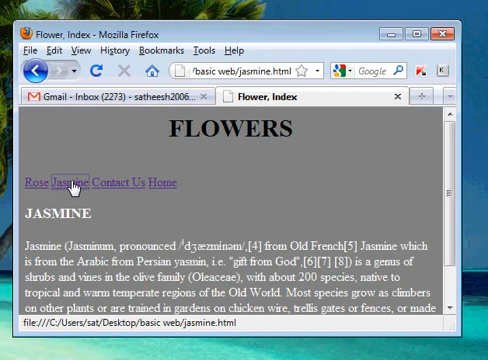 Flower, Index - Mozilla Firefox
File Edit View History Bookmarks Tools Help
/basic web/jasmine.html Google K
Gmail - Inbox (2273) - satheesh2006... Flower, Index
FLOWERS
Rose Jasmine Contact Us Home
JASMINE
Jasmine (Jasminum, pronounced /ˈdʒæzmɪnəm/,[4] from Old French[5] Jasmine which
is from the Arabic from Persian yasmin, i.e. "gift from God",[6][7] [8]) is a genus of
shrubs and vines in the olive family (Oleaceae), with about 200 species, native to
tropical and warm temperate regions of the Old World. Most species grow as climbers
on other plants or are trained in gardens on chicken wire, trellis gates or fences, or made
file:///C:/Users/sat/Desktop/basic web/jasmine.html